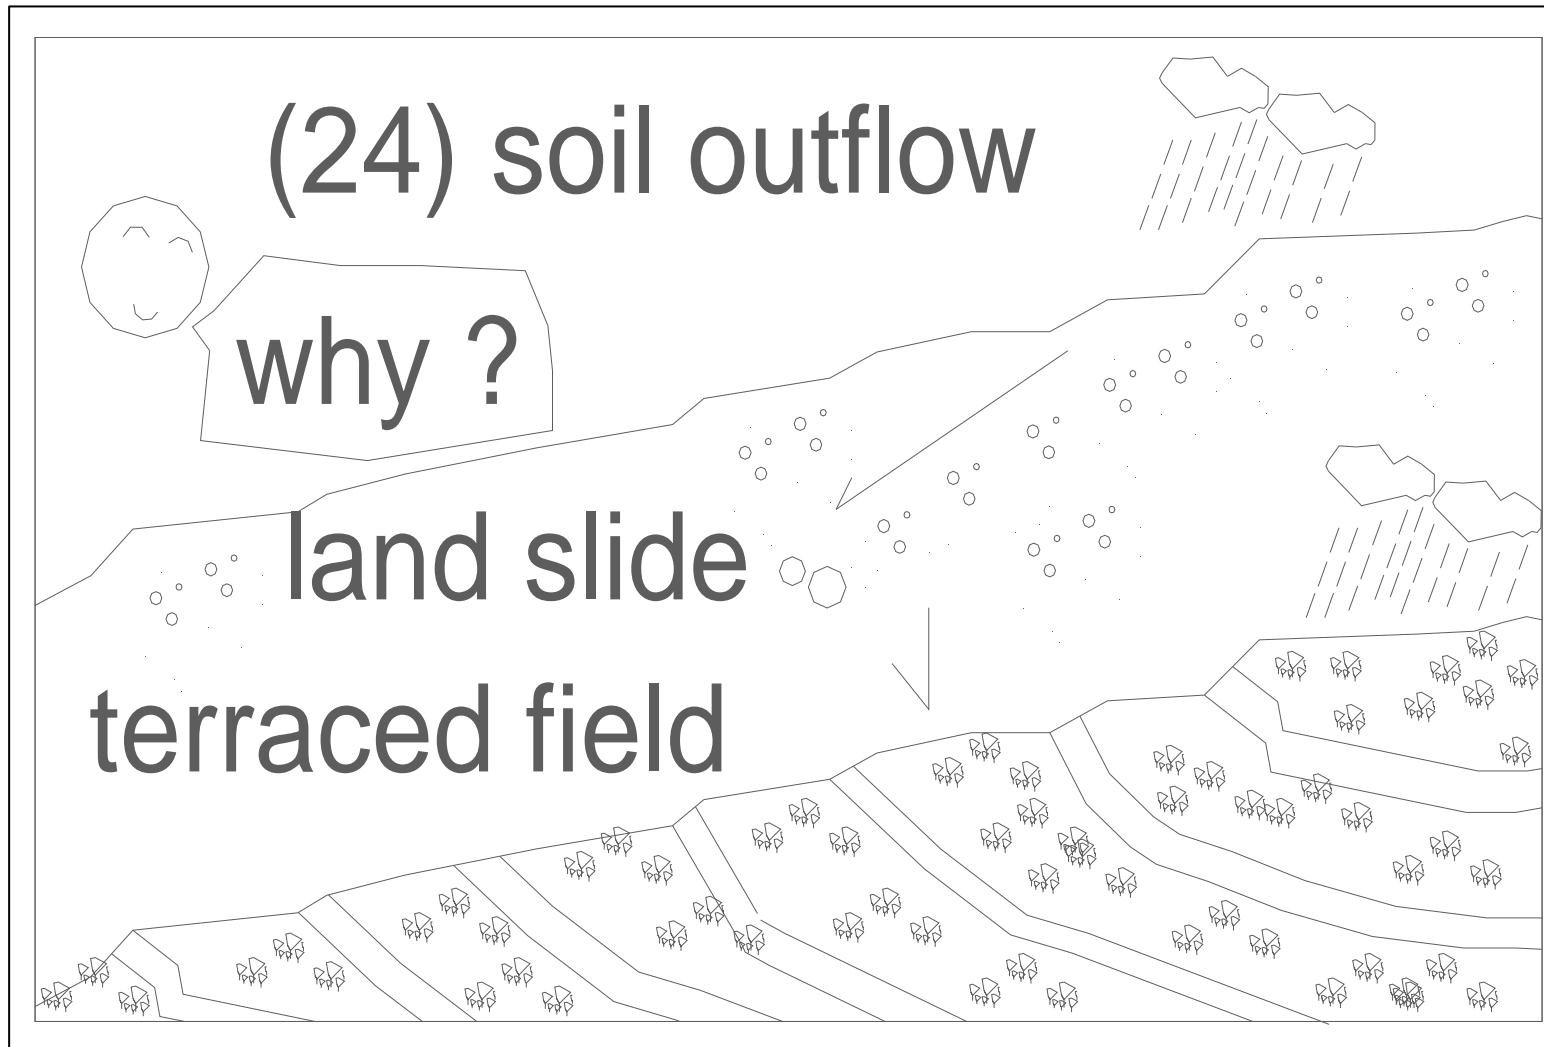 (24) soil outflow
why ?
land slide
terraced field